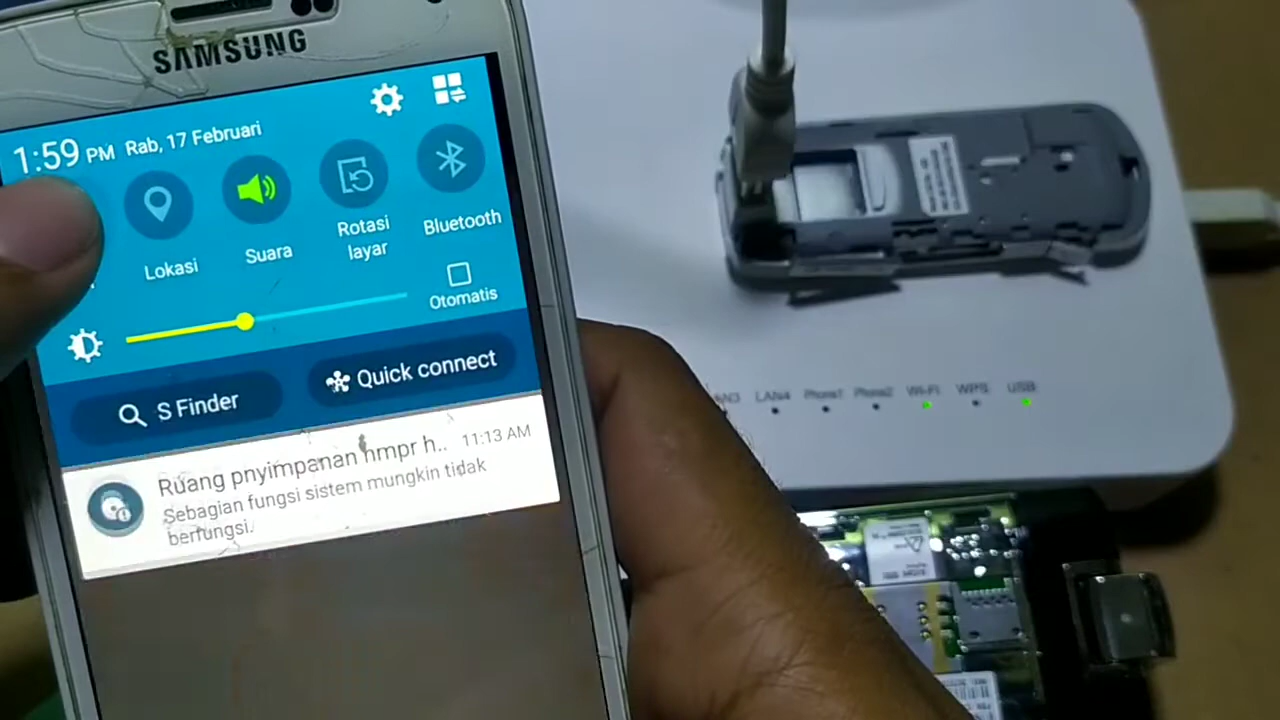 SAMSUNG
1:59 PM Rab, 17 Februari
Lokasi
Suara
Rotasi
layar
Bluetooth
Otomatis
S Finder
Quick connect
Ruang pnyimpanan hmpr h.. 11:13 AM
Sebagian fungsi sistem mungkin tidak
berfungsi.
LAN4 Phone1 Phone2 Wi-Fi WPS USB